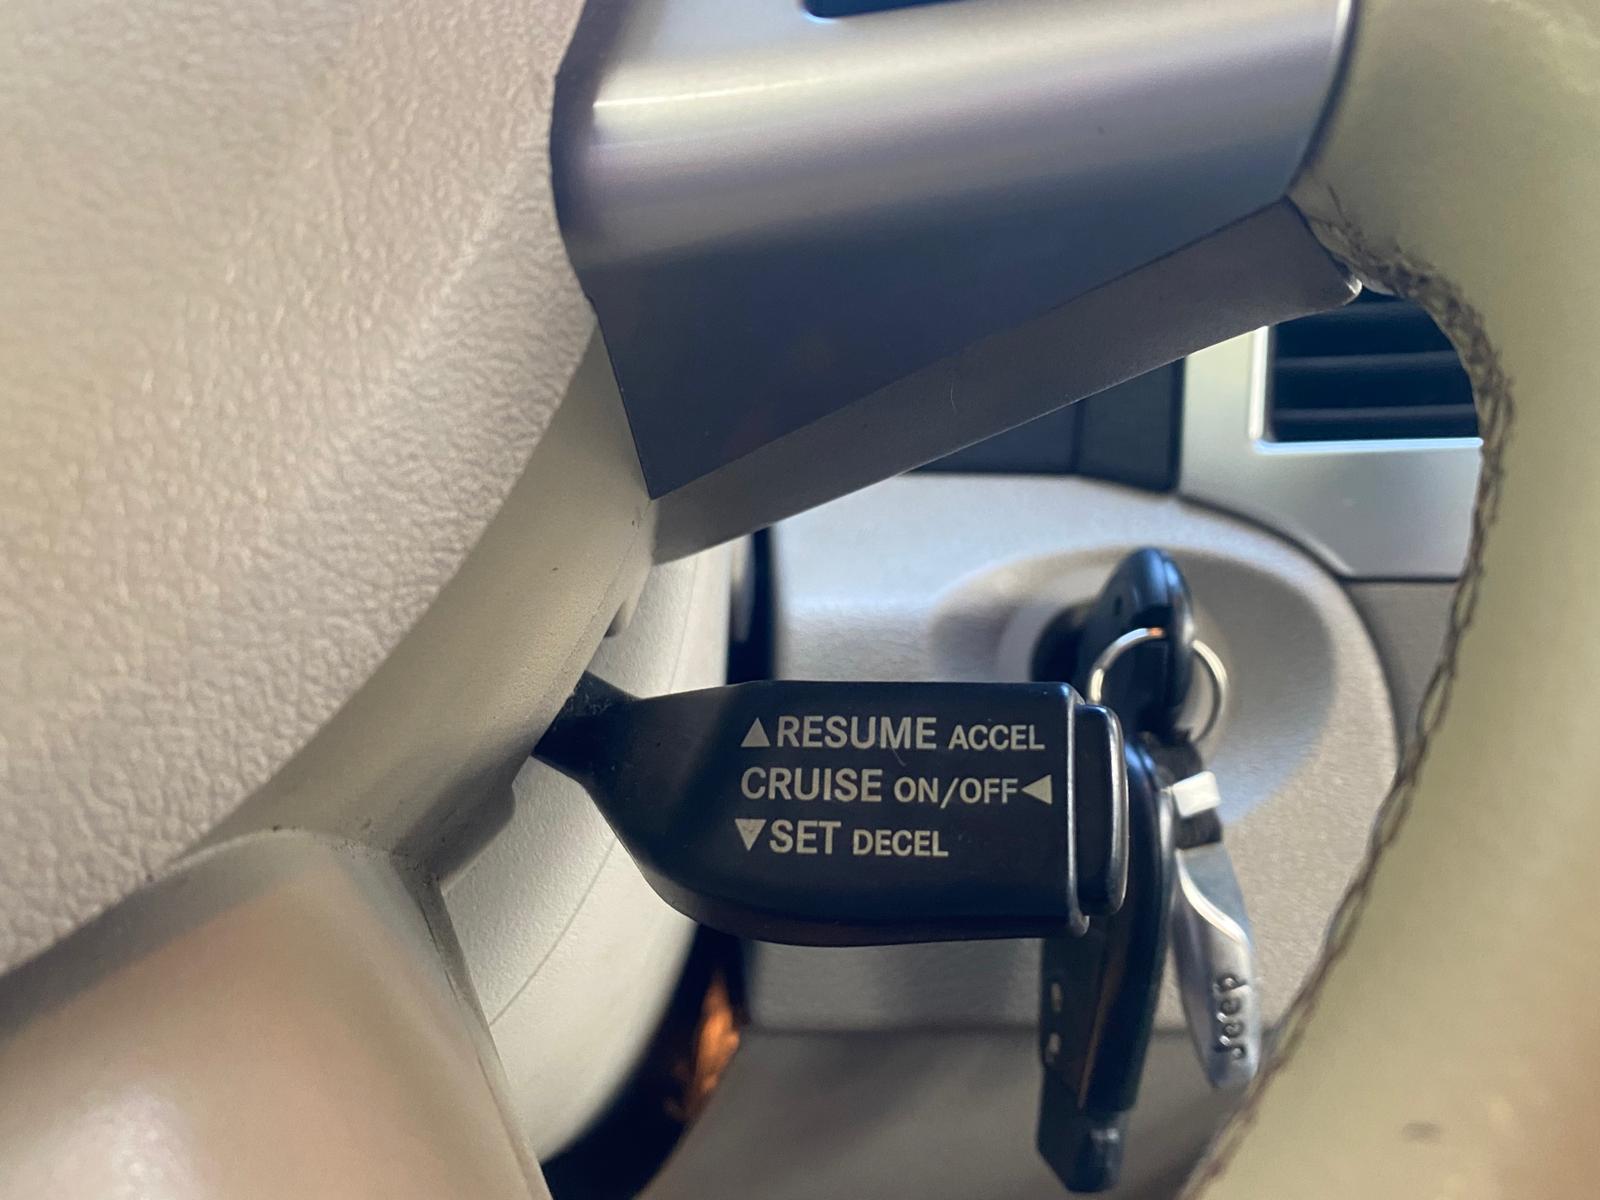 ▲RESUME ACCEL
CRUISE ON/OFF◀
▼SET DECEL
Jeep